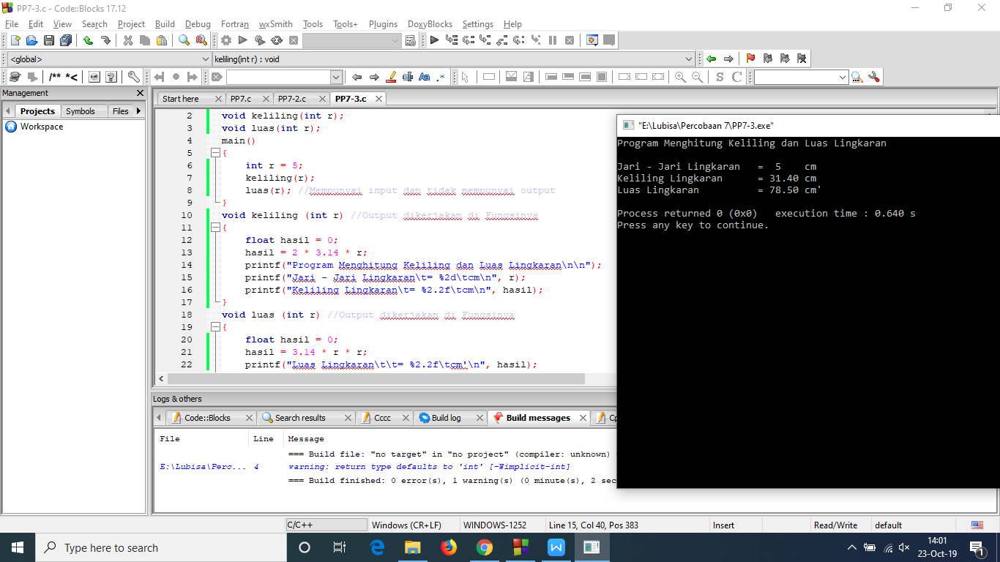 PP7-3.c - Code::Blocks 17.12
File Edit View Search Project Build Debug Fortran wxSmith Tools Tools+ Plugins DoxyBlocks Settings Help
<global>
keliling(int r) : void
/** *<
Aa .*
S C
Management
Projects Symbols Files
Workspace
Start here PP7.c PP7-2.c PP7-3.c
2 void keliling(int r);
3 void luas(int r);
4 main()
5 {
6 int r = 5;
7 keliling(r);
8 luas(r); //Mempunyai input dan tidak mempunyai output
9 }
10 void keliling (int r) //Output dikerjakan di Fungsinya
11 {
12 float hasil = 0;
13 hasil = 2 * 3.14 * r;
14 printf("Program Menghitung Keliling dan Luas Lingkaran\n\n");
15 printf("Jari - Jari Lingkaran\t= %2d\tcm\n", r);
16 printf("Keliling Lingkaran\t= %2.2f\tcm\n", hasil);
17 }
18 void luas (int r) //Output dikerjakan di Fungsinya
19 {
20 float hasil = 0;
21 hasil = 3.14 * r * r;
22 printf("Luas Lingkaran\t\t= %2.2f\tcm'\n", hasil);
"E:\Lubisa\Percobaan 7\PP7-3.exe"
Program Menghitung Keliling dan Luas Lingkaran
Jari - Jari Lingkaran = 5 cm
Keliling Lingkaran = 31.40 cm
Luas Lingkaran = 78.50 cm'
Process returned 0 (0x0) execution time : 0.640 s
Press any key to continue.
Logs & others
Code::Blocks Search results Cccc Build log Build messages Cp
File Line Message
=== Build file: "no target" in "no project" (compiler: unknown)
E:\Lubisa\Perc... 4 warning: return type defaults to 'int' [-Wimplicit-int]
=== Build finished: 0 error(s), 1 warning(s) (0 minute(s), 2 sec
C/C++ Windows (CR+LF) WINDOWS-1252 Line 15, Col 40, Pos 383 Insert Read/Write default
Type here to search
14:01
23-Oct-19
1